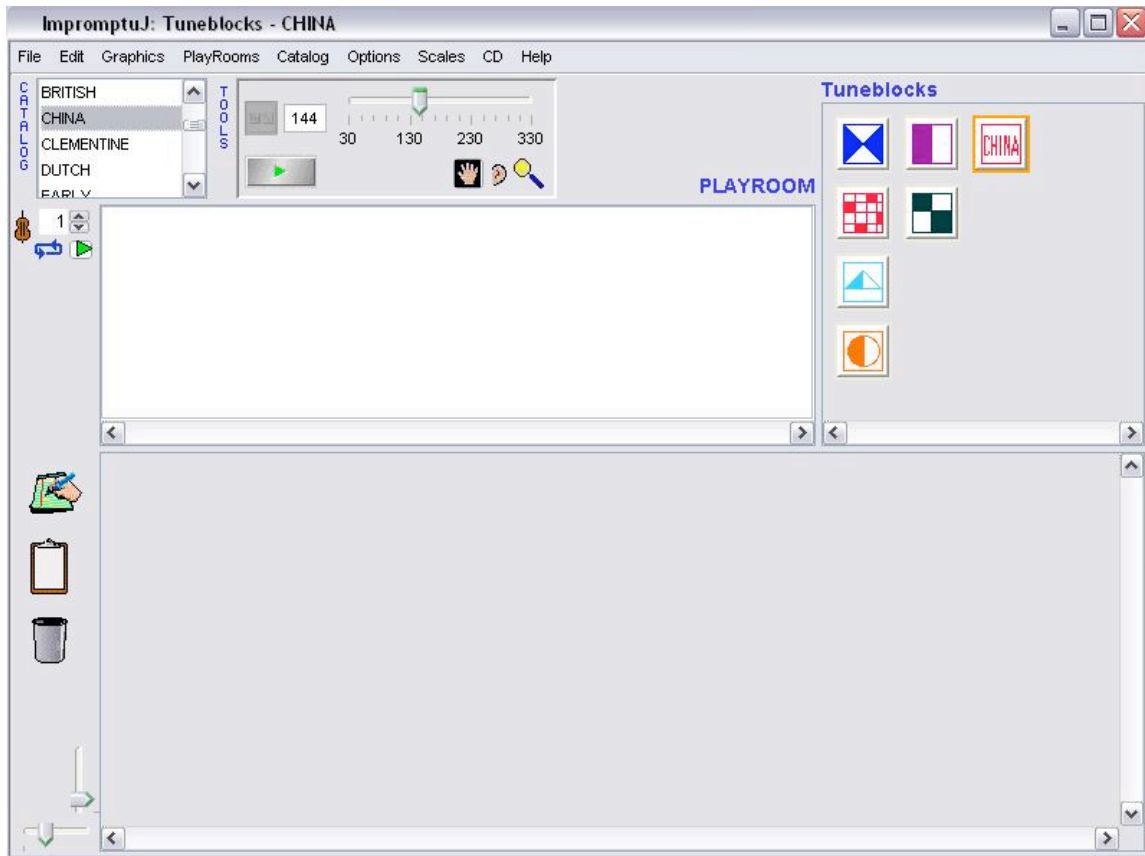 ImpromptuJ: Tuneblocks - CHINA
File Edit Graphics PlayRooms Catalog Options Scales CD Help
CATALOG
BRITISH
CHINA
CLEMENTINE
DUTCH
EARLY
TOOLS
144
30 130 230 330
PLAYROOM
Tuneblocks
CHINA
1